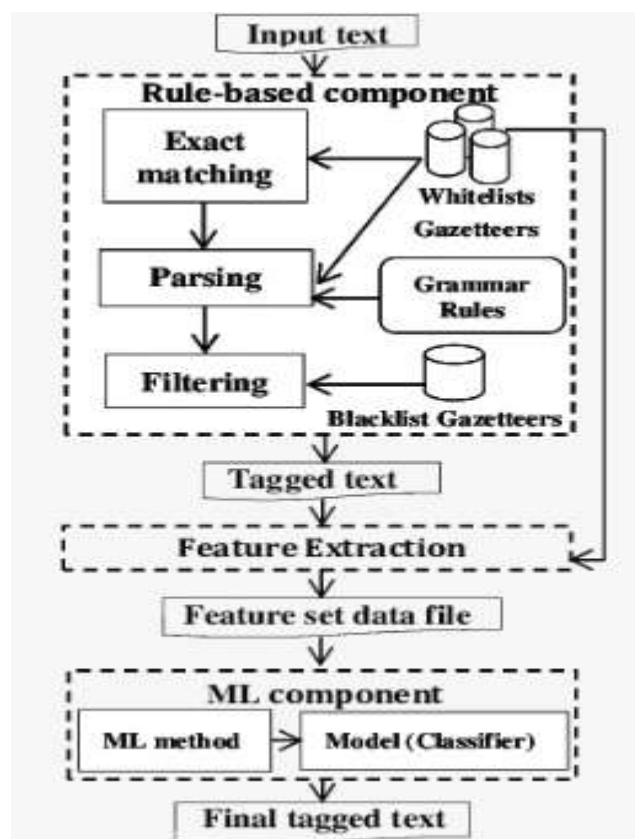 Input text
Rule-based component
Exact
matching
Whitelists
Gazetteers
Parsing
Grammar
Rules
Filtering
Blacklist Gazetteers
Tagged text
Feature Extraction
Feature set data file
ML component
ML method
Model (Classifier)
Final tagged text